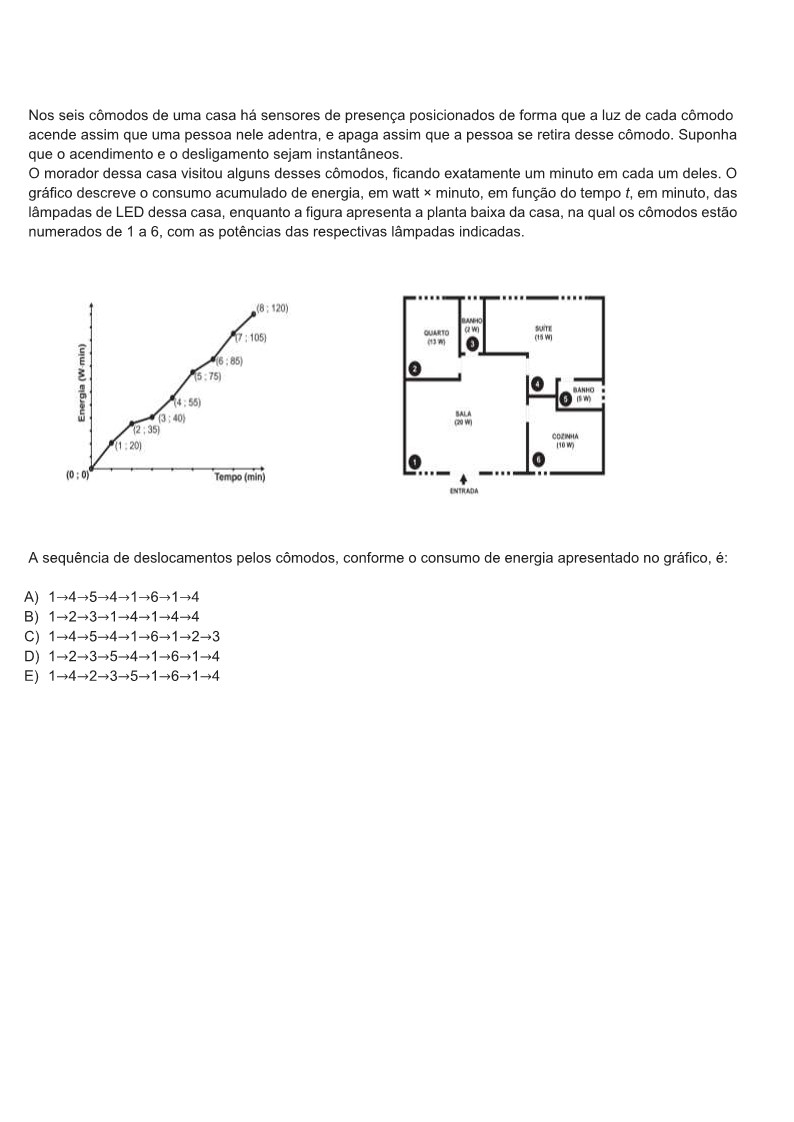 Nos seis cômodos de uma casa há sensores de presença posicionados de forma que a luz de cada cômodo
acende assim que uma pessoa nele adentra, e apaga assim que a pessoa se retira desse cômodo. Suponha
que o acendimento e o desligamento sejam instantâneos.
O morador dessa casa visitou alguns desses cômodos, ficando exatamente um minuto em cada um deles. O
gráfico descreve o consumo acumulado de energia, em watt × minuto, em função do tempo t, em minuto, das
lâmpadas de LED dessa casa, enquanto a figura apresenta a planta baixa da casa, na qual os cômodos estão
numerados de 1 a 6, com as potências das respectivas lâmpadas indicadas.
Energia (W min)
(8 ; 120)
(7 ; 105)
(6 ; 85)
(5 ; 75)
(4 ; 55)
(3 ; 40)
(2 ; 35)
(1 ; 20)
(0 ; 0)
Tempo (min)
BANHO
(2 W)
3
QUARTO
(13 W)
2
SUÍTE
(15 W)
4
BANHO
(5 W)
5
SALA
(20 W)
1
COZINHA
(10 W)
6
ENTRADA
A sequência de deslocamentos pelos cômodos, conforme o consumo de energia apresentado no gráfico, é:
A) 1→4→5→4→1→6→1→4
B) 1→2→3→1→4→1→4→4
C) 1→4→5→4→1→6→1→2→3
D) 1→2→3→5→4→1→6→1→4
E) 1→4→2→3→5→1→6→1→4